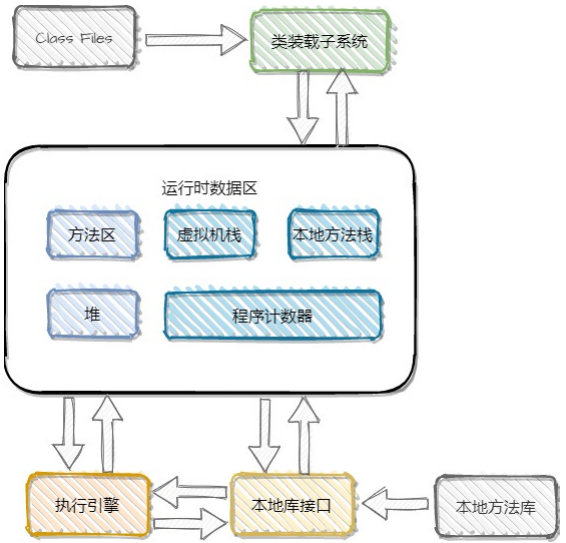 Class Files
类装载子系统
运行时数据区
方法区
虚拟机栈
本地方法栈
堆
程序计数器
执行引擎
本地库接口
本地方法库